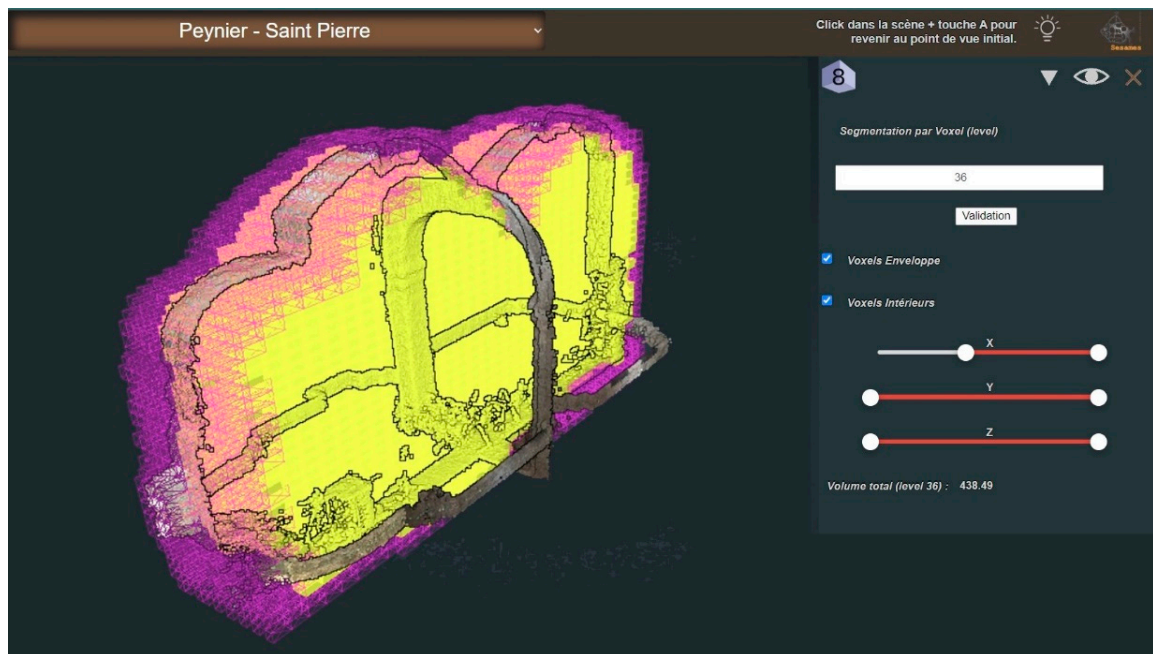 Peynier - Saint Pierre
Click dans la scène + touche A pour
revenir au point de vue initial.
8
Segmentation par Voxel (level)
36
Validation
Voxels Enveloppe
Voxels Intérieurs
X
Y
Z
Volume total (level 36) : 438.49